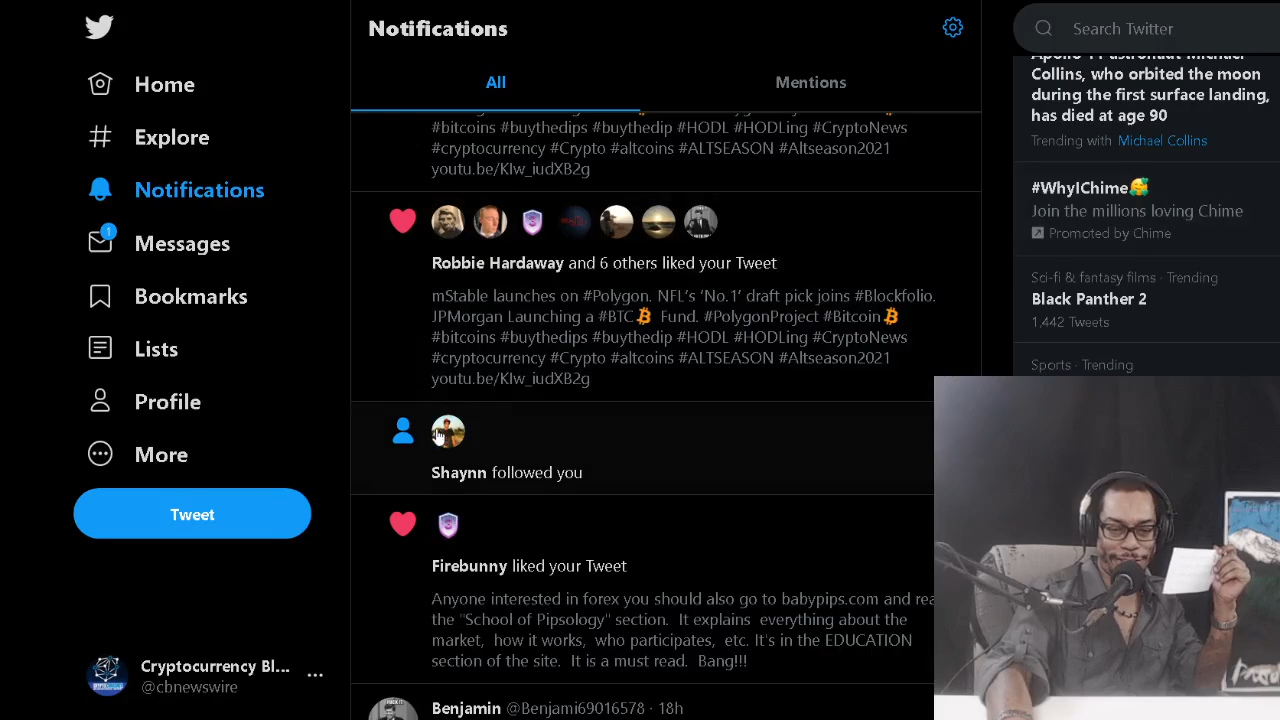 Notifications
Search Twitter
Home
Explore
Notifications
1
Messages
Bookmarks
Lists
Profile
More
Tweet
Cryptocurrency Bl...
@cbnewswire
All
Mentions
#bitcoins #buythedips #buythedip #HODL #HODLing #CryptoNews
#cryptocurrency #Crypto #altcoins #ALTSEASON #Altseason2021
youtu.be/KIw_iudXB2g
Robbie Hardaway and 6 others liked your Tweet
mStable launches on #Polygon. NFL’s ‘No.1’ draft pick joins #Blockfolio.
JPMorgan Launching a #BTC Fund. #PolygonProject #Bitcoin
#bitcoins #buythedips #buythedip #HODL #HODLing #CryptoNews
#cryptocurrency #Crypto #altcoins #ALTSEASON #Altseason2021
youtu.be/KIw_iudXB2g
Shaynn followed you
Firebunny liked your Tweet
Anyone interested in forex you should also go to babypips.com and rea
the "School of Pipsology" section. It explains everything about the
market, how it works, who participates, etc. It's in the EDUCATION
section of the site. It is a must read. Bang!!!
Benjamin @Benjami69016578 · 18h
Apollo 11 astronaut Michael
Collins, who orbited the moon
during the first surface landing,
has died at age 90
Trending with Michael Collins
#WhyIChime🥰
Join the millions loving Chime
Promoted by Chime
Sci-fi & fantasy films · Trending
Black Panther 2
1,442 Tweets
Sports · Trending